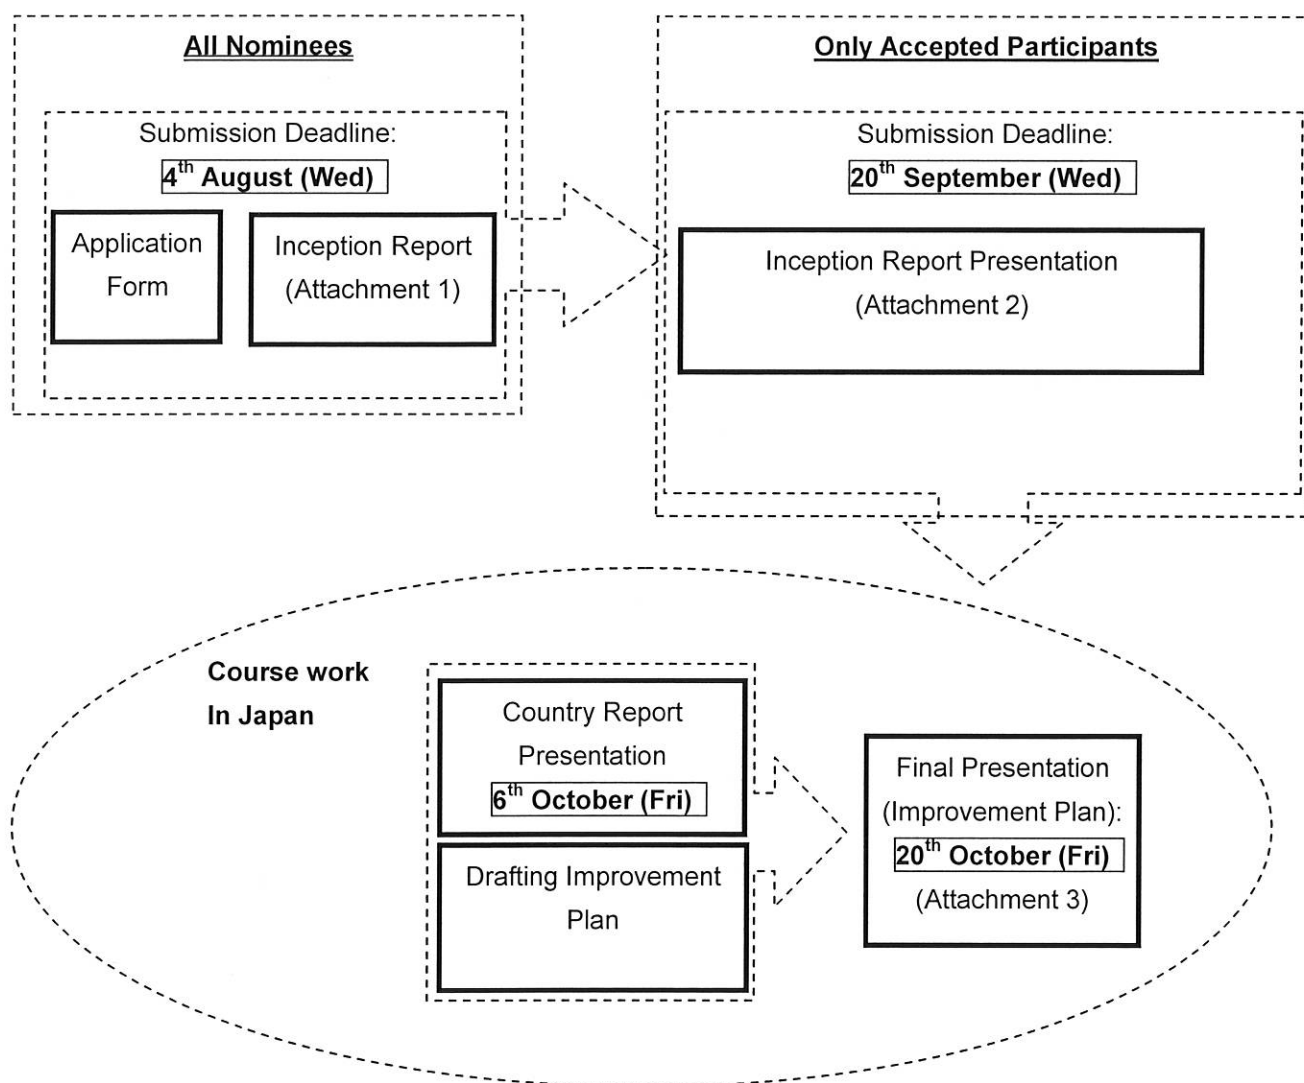 All Nominees
Submission Deadline:
4th August (Wed)
Application
Form
Inception Report
(Attachment 1)
Only Accepted Participants
Submission Deadline:
20th September (Wed)
Inception Report Presentation
(Attachment 2)
Course work
In Japan
Country Report
Presentation
6th October (Fri)
Drafting Improvement
Plan
Final Presentation
(Improvement Plan):
20th October (Fri)
(Attachment 3)